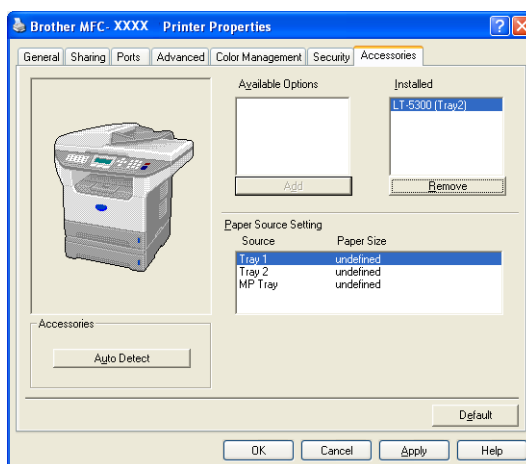 Brother MFC- XXXX Printer Properties
General Sharing Ports Advanced Color Management Security Accessories
Available Options
Installed
LT-5300 (Tray2)
Add
Remove
Paper Source Setting
Source Paper Size
Tray 1 undefined
Tray 2 undefined
MP Tray undefined
Accessories
Auto Detect
Default
OK Cancel Apply Help